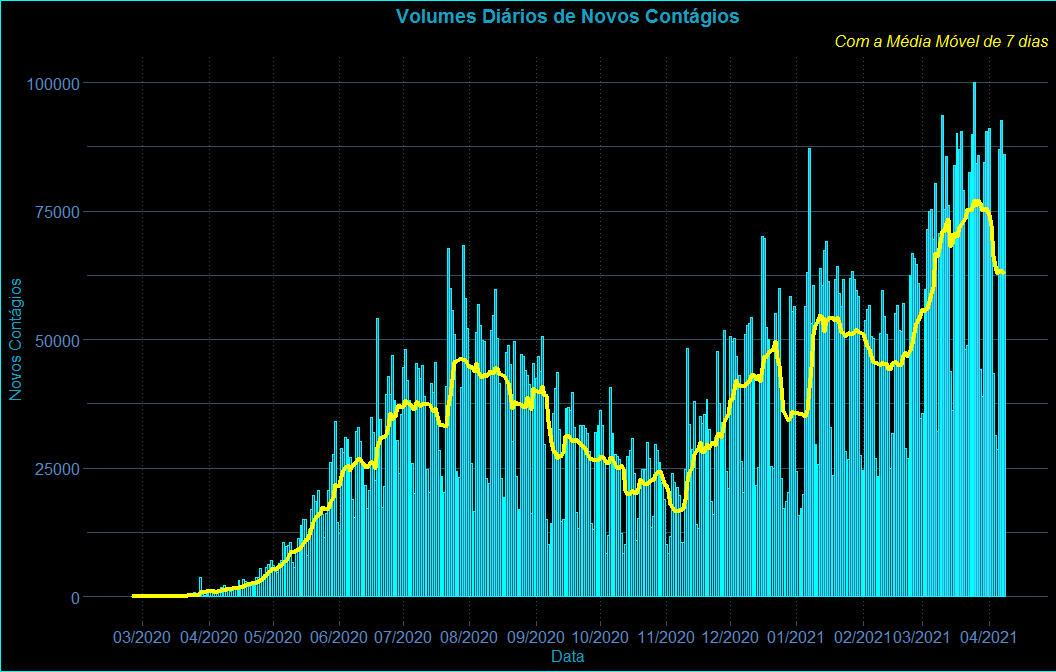 Volumes Diários de Novos Contágios
Com a Média Móvel de 7 dias
100000
75000
50000
25000
0
Novos Contágios
03/2020 04/2020 05/2020 06/2020 07/2020 08/2020 09/2020 10/2020 11/2020 12/2020 01/2021 02/2021 03/2021 04/2021
Data